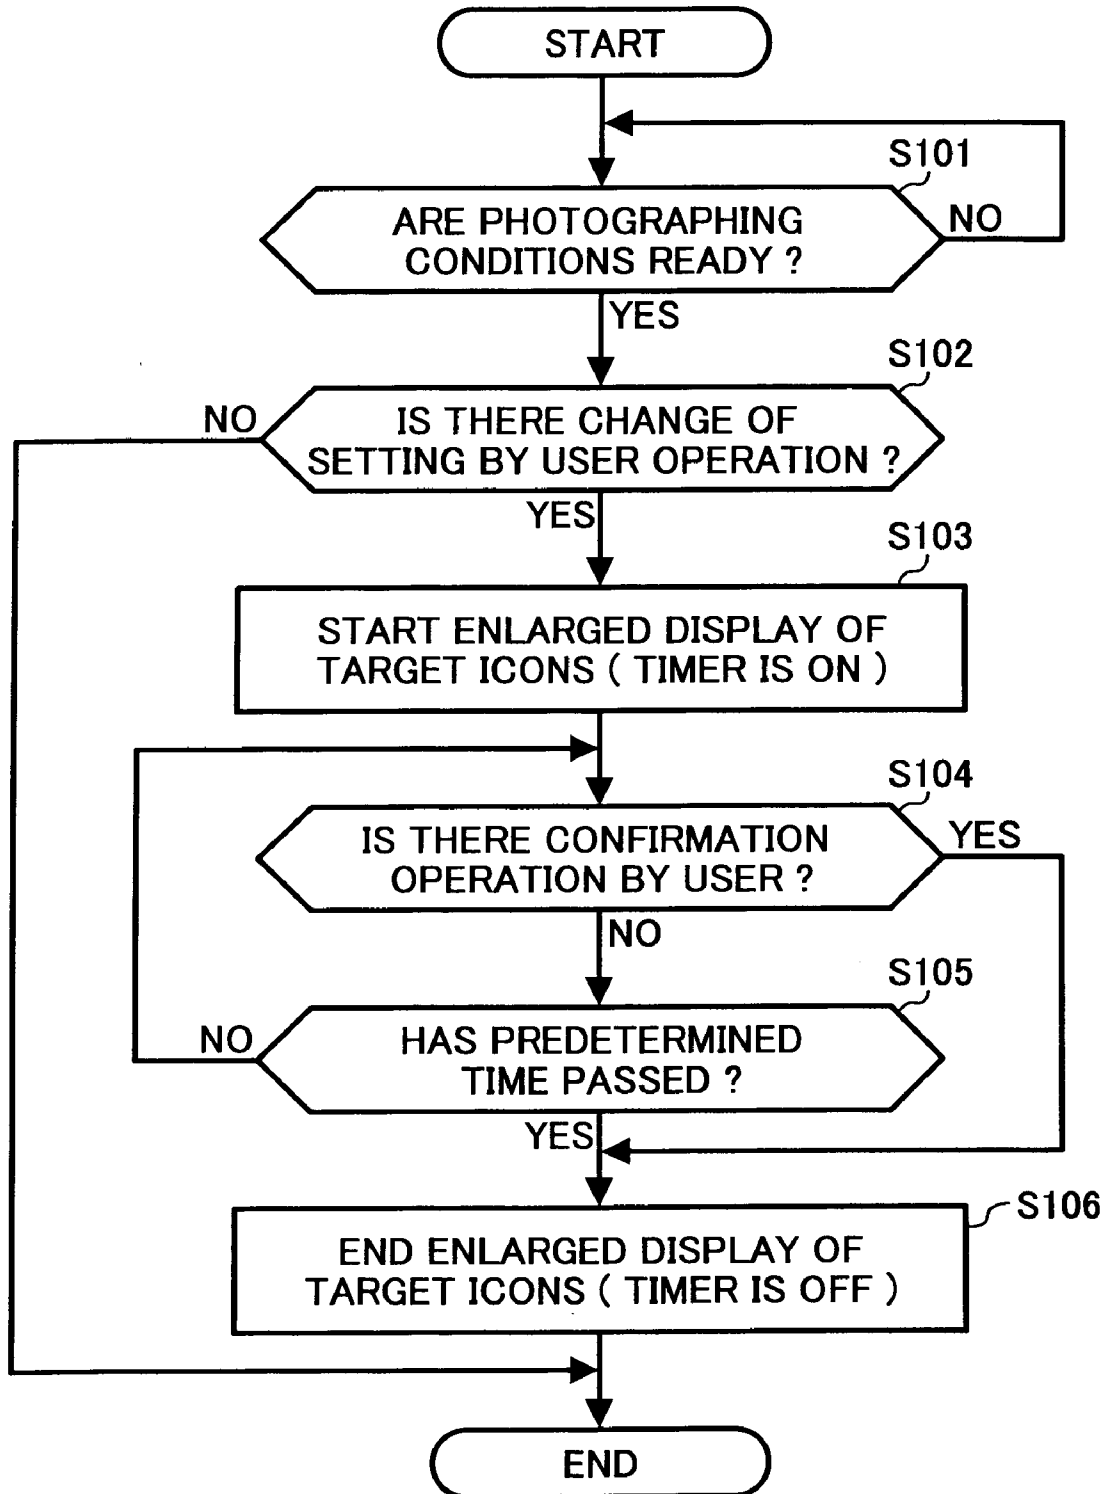 START
S101
ARE PHOTOGRAPHING
CONDITIONS READY ?
NO
YES
S102
NO
IS THERE CHANGE OF
SETTING BY USER OPERATION ?
YES
S103
START ENLARGED DISPLAY OF
TARGET ICONS ( TIMER IS ON )
S104
IS THERE CONFIRMATION
OPERATION BY USER ?
YES
NO
S105
NO
HAS PREDETERMINED
TIME PASSED ?
YES
S106
END ENLARGED DISPLAY OF
TARGET ICONS ( TIMER IS OFF )
END